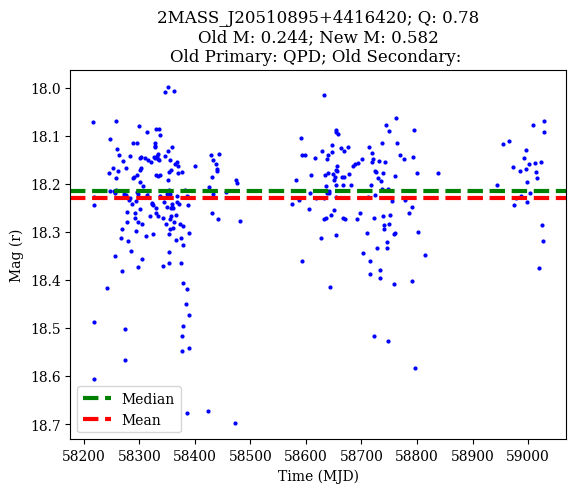 2MASS_J20510895+4416420; Q: 0.78
Old M: 0.244; New M: 0.582
Old Primary: QPD; Old Secondary:
18.0
18.1
18.2
18.3
18.4
18.5
18.6
18.7
Mag (r)
Median
Mean
58200 58300 58400 58500 58600 58700 58800 58900 59000
Time (MJD)